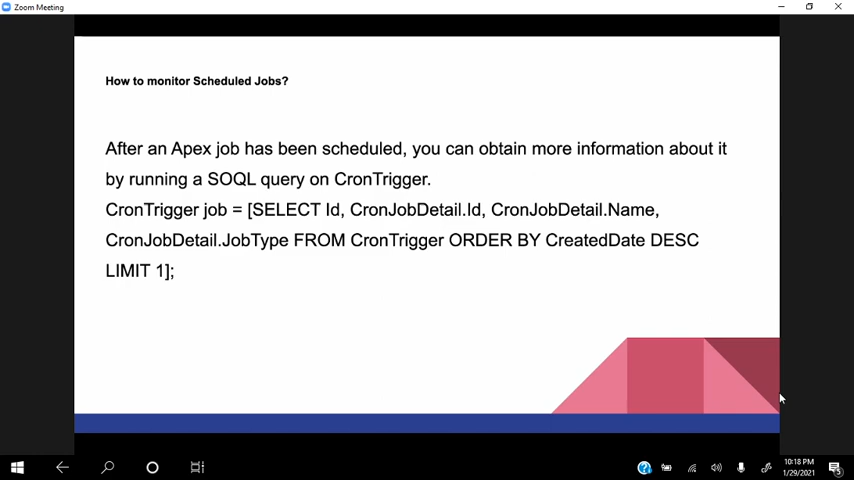 Zoom Meeting
How to monitor Scheduled Jobs?
After an Apex job has been scheduled, you can obtain more information about it
by running a SOQL query on CronTrigger.
CronTrigger job = [SELECT Id, CronJobDetail.Id, CronJobDetail.Name,
CronJobDetail.JobType FROM CronTrigger ORDER BY CreatedDate DESC
LIMIT 1];
10:18 PM
1/29/2021